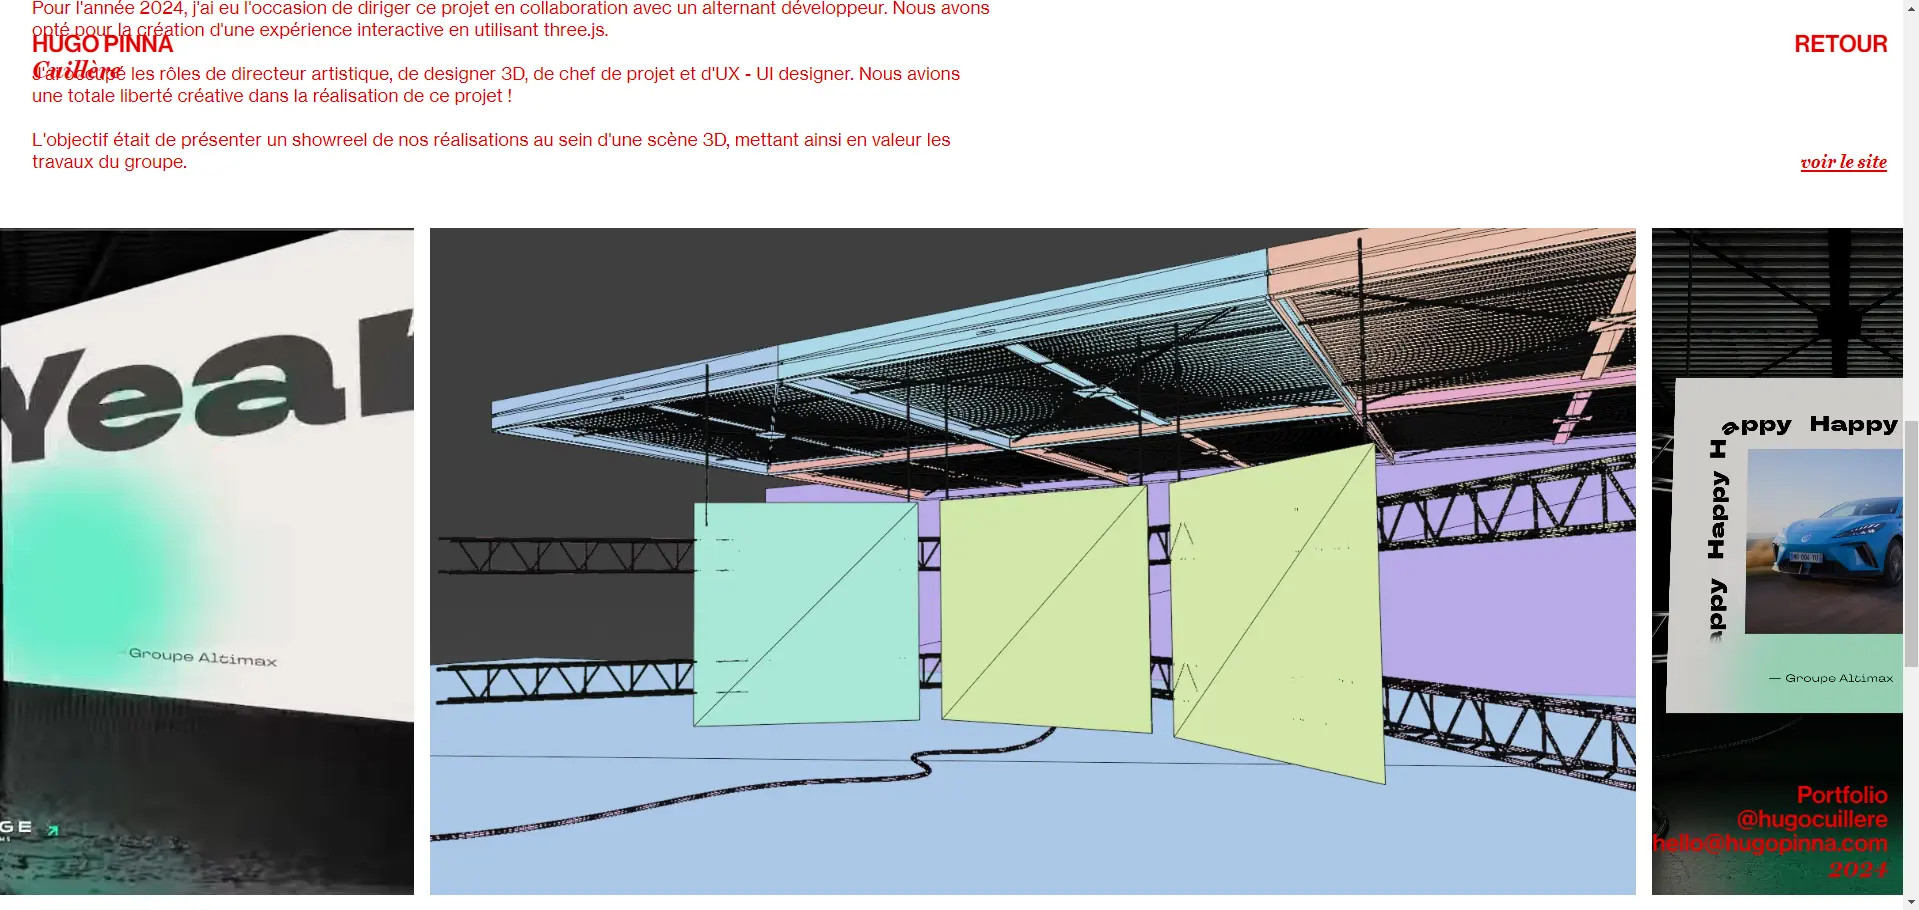 Pour l'année 2024, j'ai eu l'occasion de diriger ce projet en collaboration avec un alternant développeur. Nous avons
opté pour la création d'une expérience interactive en utilisant three.js.
HUGO PINNA
Cuillère
RETOUR
J'ai occupé les rôles de directeur artistique, de designer 3D, de chef de projet et d'UX - UI designer. Nous avions
une totale liberté créative dans la réalisation de ce projet !
L'objectif était de présenter un showreel de nos réalisations au sein d'une scène 3D, mettant ainsi en valeur les
travaux du groupe.
voir le site
Year
Groupe Altimax
GE
appy Happy
appy Happy H
— Groupe Altimax
Portfolio
@hugocuillere
hello@hugopinna.com
2024